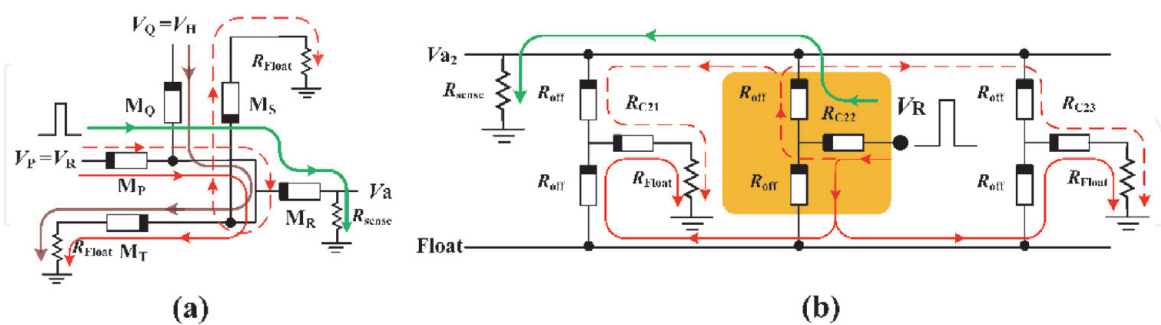 (a)
V_Q = V_H
R_Float
M_Q
M_S
V_P = V_R
M_P
M_R
Va
R_sense
R_Float
M_T
(b)
Va₂
R_sense
R_off
R_C21
R_off
R_C22
V_R
R_off
R_C23
R_off
R_Float
R_off
R_off
R_Float
Float
(a)
(b)